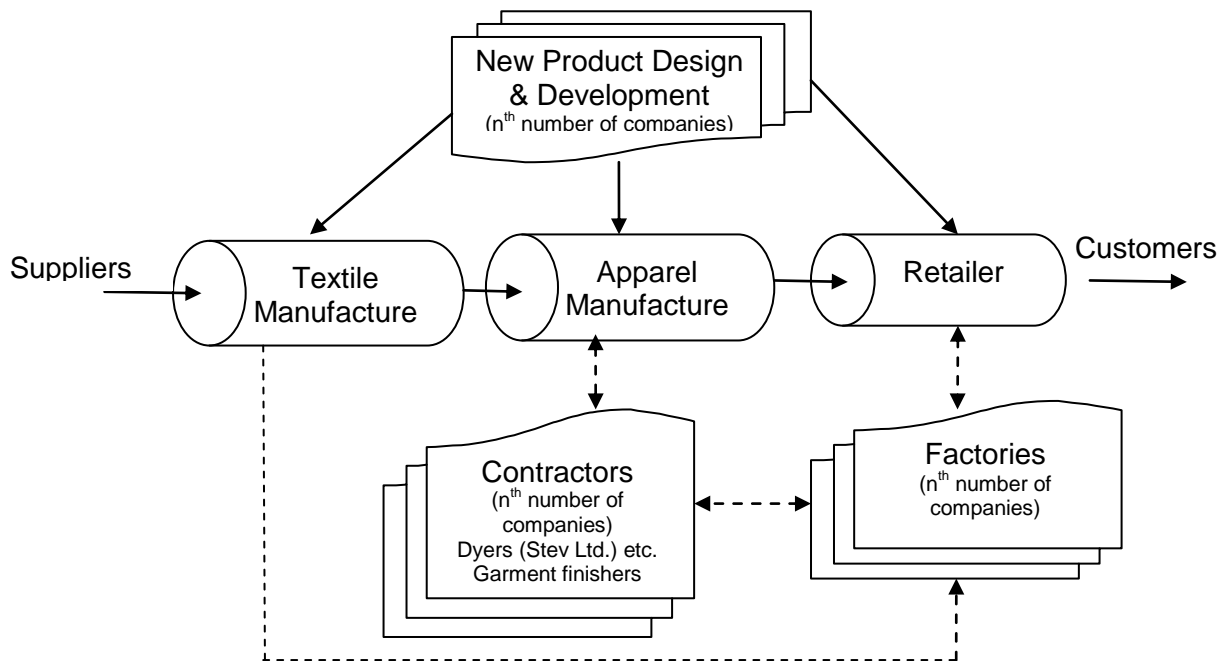 New Product Design
& Development
(nth number of companies)
Suppliers
Textile
Manufacture
Apparel
Manufacture
Retailer
Customers
Contractors
(nth number of
companies)
Dyers (Stev Ltd.) etc.
Garment finishers
Factories
(nth number of
companies)